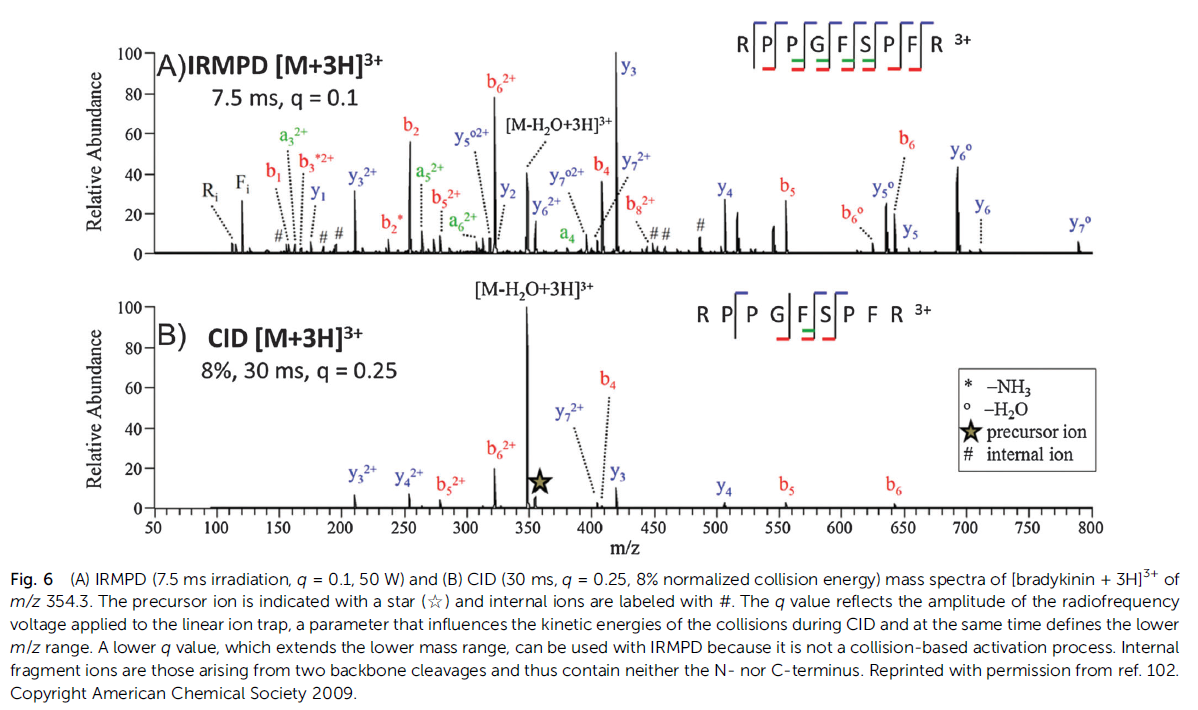 A) IRMPD [M+3H]3+
7.5 ms, q = 0.1
R P P G F S P F R 3+
Relative Abundance
100
80
60
40
20
0
Ri
Fi
b1
#
a32+
b3*2+
y1
#
#
y32+
b2*
b2
a52+
b52+
a62+
y5o2+
b62+
y2
[M-H2O+3H]3+
y62+
a4
y7o2+
b4
y3
y72+
b82+
# #
#
y4
b5
b6o
y5o
b6
y5
y6o
y6
y7o
B) CID [M+3H]3+
8%, 30 ms, q = 0.25
R P P G F S P F R 3+
Relative Abundance
100
80
60
40
20
0
y32+
y42+
b52+
b62+
[M-H2O+3H]3+
y72+
b4
y3
y4
b5
b6
* –NH3
o –H2O
precursor ion
# internal ion
50 100 150 200 250 300 350 400 450 500 550 600 650 700 750 800
m/z
Fig. 6 (A) IRMPD (7.5 ms irradiation, q = 0.1, 50 W) and (B) CID (30 ms, q = 0.25, 8% normalized collision energy) mass spectra of [bradykinin + 3H]3+ of
m/z 354.3. The precursor ion is indicated with a star (☆) and internal ions are labeled with #. The q value reflects the amplitude of the radiofrequency
voltage applied to the linear ion trap, a parameter that influences the kinetic energies of the collisions during CID and at the same time defines the lower
m/z range. A lower q value, which extends the lower mass range, can be used with IRMPD because it is not a collision-based activation process. Internal
fragment ions are those arising from two backbone cleavages and thus contain neither the N- nor C-terminus. Reprinted with permission from ref. 102.
Copyright American Chemical Society 2009.